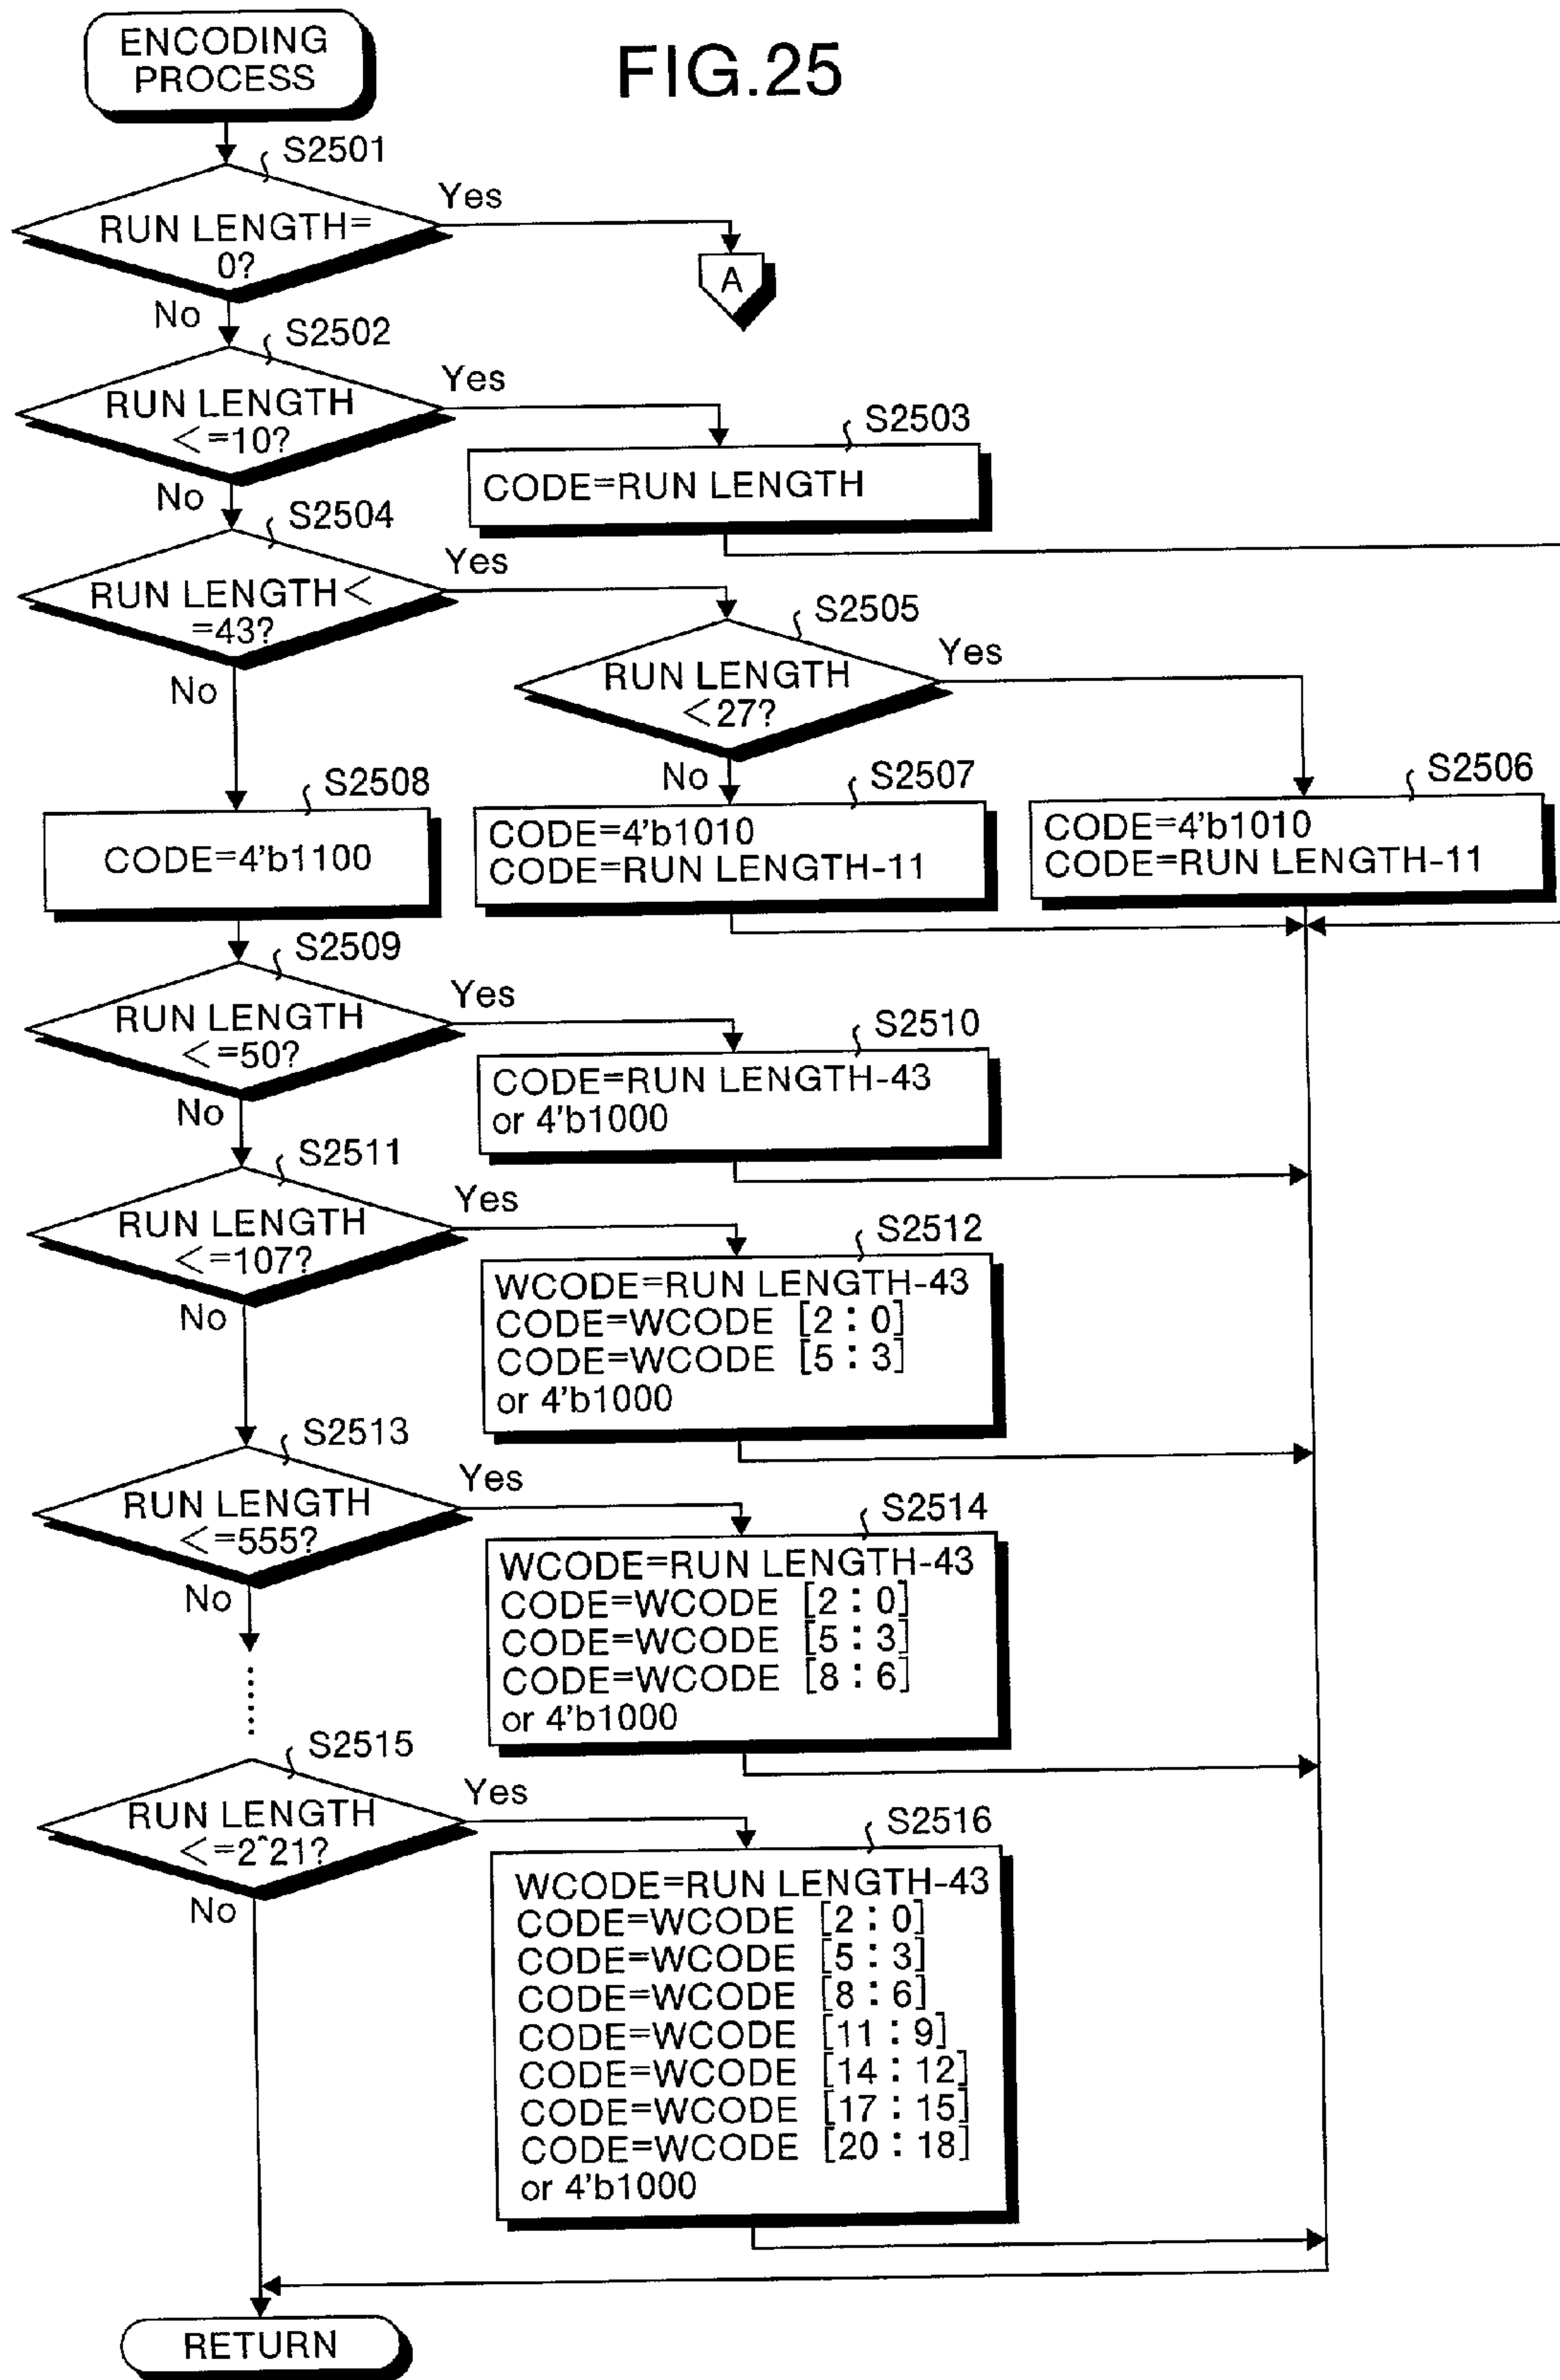 FIG.25
ENCODING
PROCESS
S2501
RUN LENGTH=
0?
Yes
A
No
S2502
RUN LENGTH
<=10?
Yes
S2503
CODE=RUN LENGTH
No
S2504
RUN LENGTH<
=43?
Yes
S2505
RUN LENGTH
<27?
Yes
S2506
CODE=4'b1010
CODE=RUN LENGTH-11
No
S2507
CODE=4'b1010
CODE=RUN LENGTH-11
No
S2508
CODE=4'b1100
S2509
RUN LENGTH
<=50?
Yes
S2510
CODE=RUN LENGTH-43
or 4'b1000
No
S2511
RUN LENGTH
<=107?
Yes
S2512
WCODE=RUN LENGTH-43
CODE=WCODE [2 : 0]
CODE=WCODE [5 : 3]
or 4'b1000
No
S2513
RUN LENGTH
<=555?
Yes
S2514
WCODE=RUN LENGTH-43
CODE=WCODE [2 : 0]
CODE=WCODE [5 : 3]
CODE=WCODE [8 : 6]
or 4'b1000
No
S2515
RUN LENGTH
<=2^21?
Yes
S2516
WCODE=RUN LENGTH-43
CODE=WCODE [2 : 0]
CODE=WCODE [5 : 3]
CODE=WCODE [8 : 6]
CODE=WCODE [11 : 9]
CODE=WCODE [14 : 12]
CODE=WCODE [17 : 15]
CODE=WCODE [20 : 18]
or 4'b1000
No
RETURN